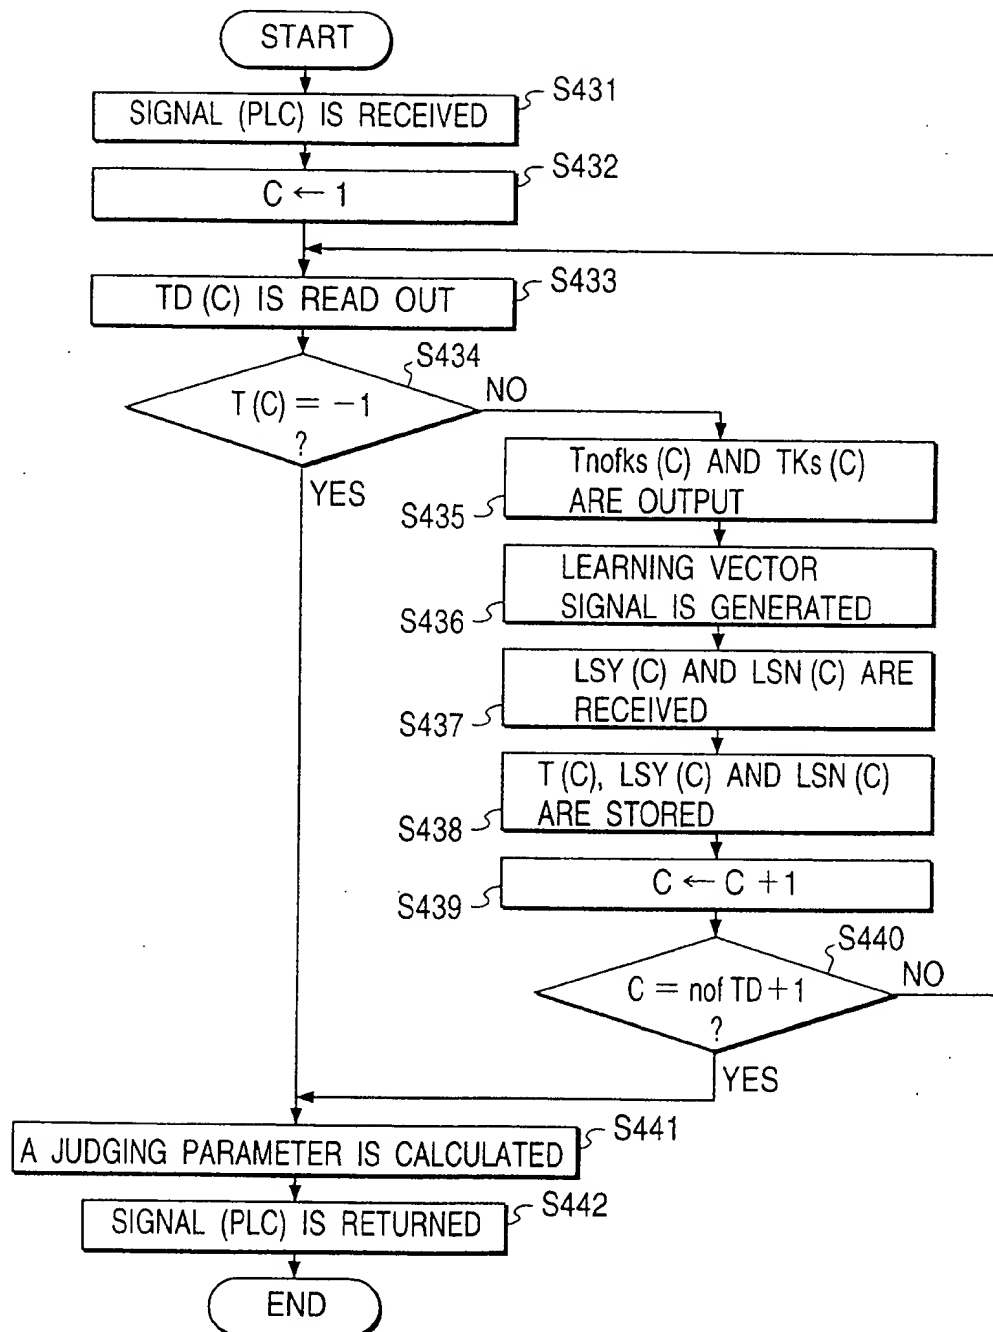 START
S431
SIGNAL (PLC) IS RECEIVED
S432
C ← 1
S433
TD (C) IS READ OUT
S434
T (C) = −1
?
NO
YES
Tnofks (C) AND TKs (C)
ARE OUTPUT
S435
LEARNING VECTOR
SIGNAL IS GENERATED
S436
LSY (C) AND LSN (C) ARE
RECEIVED
S437
T (C), LSY (C) AND LSN (C)
ARE STORED
S438
C ← C +1
S439
S440
C = nof TD+1
?
NO
YES
S441
A JUDGING PARAMETER IS CALCULATED
S442
SIGNAL (PLC) IS RETURNED
END